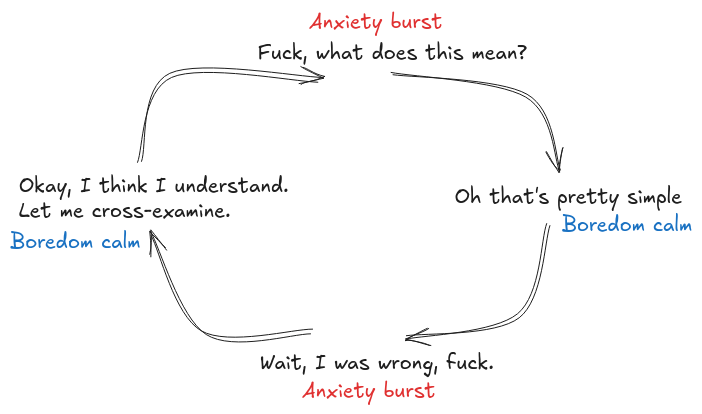 Anxiety burst
Fuck, what does this mean?
Oh that's pretty simple
Boredom calm
Wait, I was wrong, fuck.
Anxiety burst
Okay, I think I understand.
Let me cross-examine.
Boredom calm